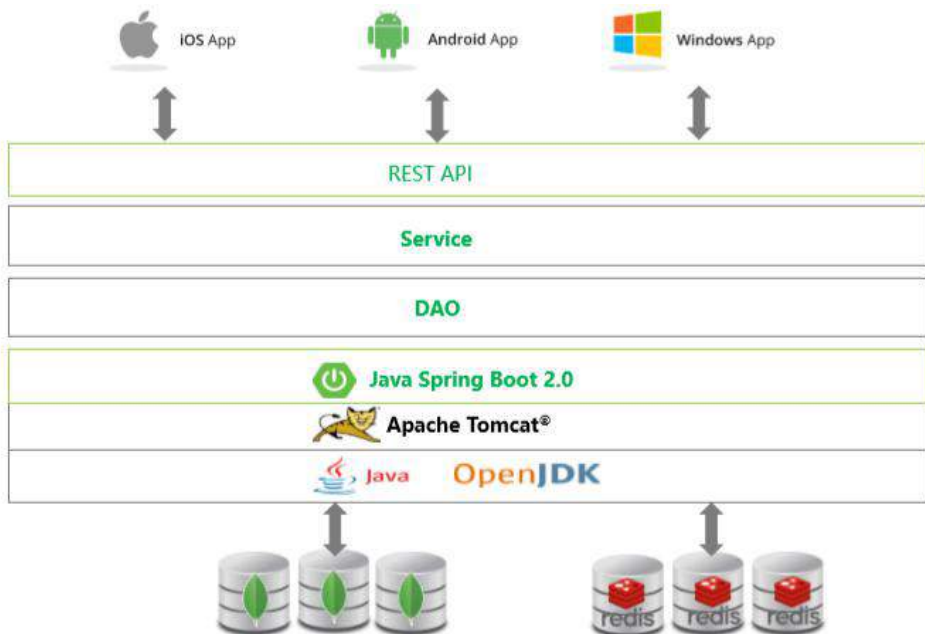 iOS App
Android App
Windows App
REST API
Service
DAO
Java Spring Boot 2.0
Apache Tomcat®
Java OpenJDK
redis redis redis